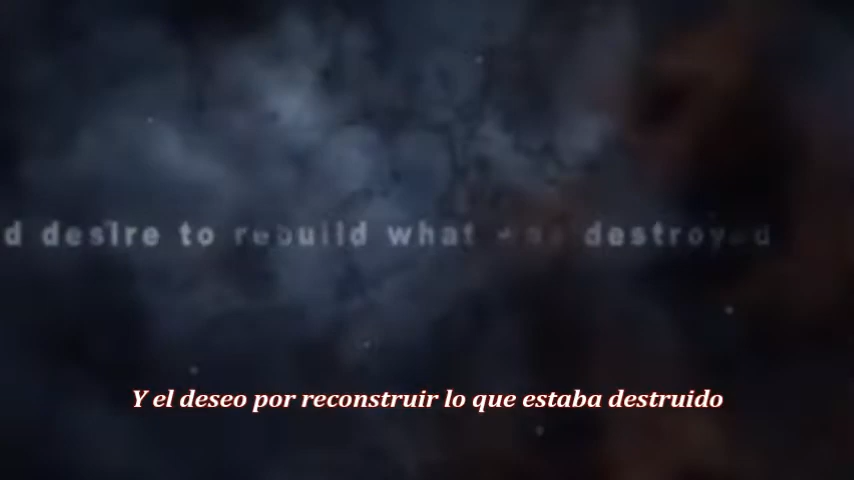 d desire to rebuild what destroyed
Y el deseo por reconstruir lo que estaba destruido